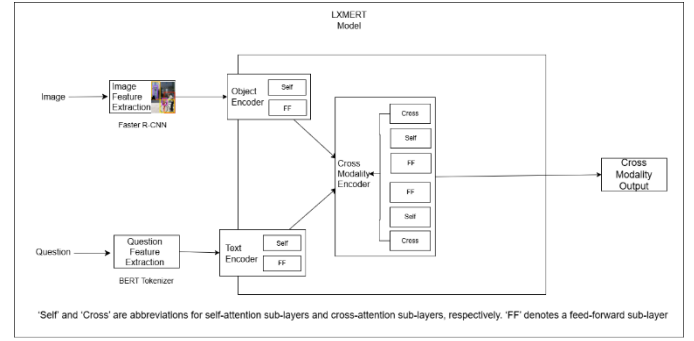 LXMERT
Model
Image
Image
Feature
Extraction
Faster R-CNN
Object
Encoder
Self
FF
Cross
Modality
Encoder
Cross
Self
FF
FF
Self
Cross
Cross
Modality
Output
Question
Question
Feature
Extraction
BERT Tokenizer
Text
Encoder
Self
FF
'Self' and 'Cross' are abbreviations for self-attention sub-layers and cross-attention sub-layers, respectively. 'FF' denotes a feed-forward sub-layer